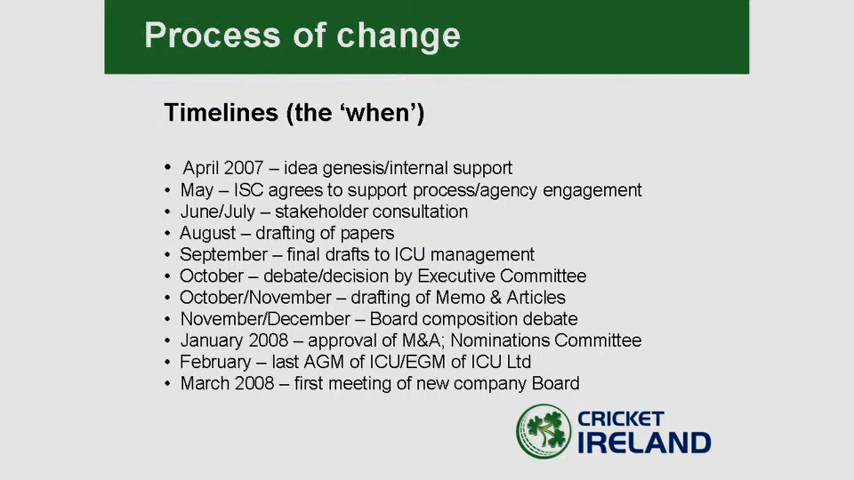 Process of change
Timelines (the ‘when’)
• April 2007 – idea genesis/internal support
• May – ISC agrees to support process/agency engagement
• June/July – stakeholder consultation
• August – drafting of papers
• September – final drafts to ICU management
• October – debate/decision by Executive Committee
• October/November – drafting of Memo & Articles
• November/December – Board composition debate
• January 2008 – approval of M&A; Nominations Committee
• February – last AGM of ICU/EGM of ICU Ltd
• March 2008 – first meeting of new company Board
CRICKET
IRELAND